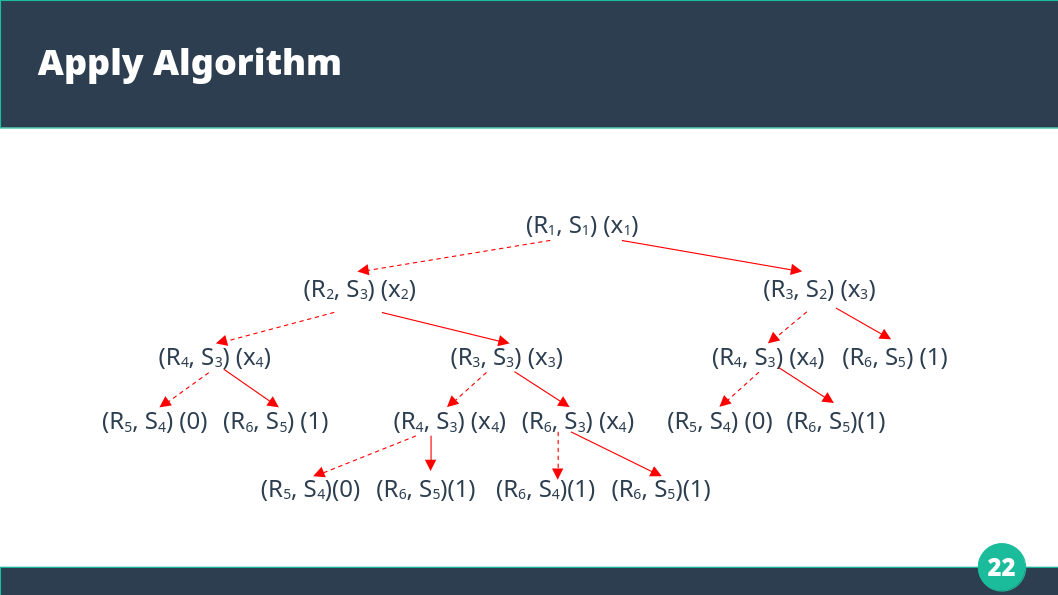 Apply Algorithm
(R₁, S₁) (x₁)
(R₂, S₃) (x₂) (R₃, S₂) (x₃)
(R₄, S₃) (x₄) (R₃, S₃) (x₃) (R₄, S₃) (x₄) (R₆, S₅) (1)
(R₅, S₄) (0) (R₆, S₅) (1) (R₄, S₃) (x₄) (R₆, S₃) (x₄) (R₅, S₄) (0) (R₆, S₅)(1)
(R₅, S₄)(0) (R₆, S₅)(1) (R₆, S₄)(1) (R₆, S₅)(1)
22